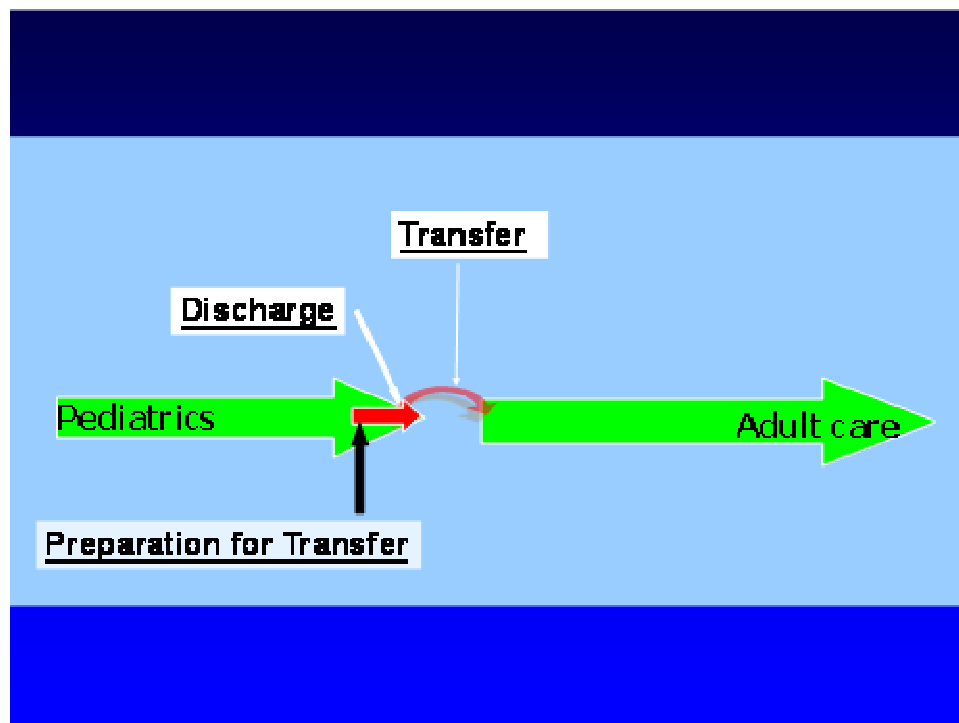 Transfer
Discharge
Pediatrics
Adult care
Preparation for Transfer